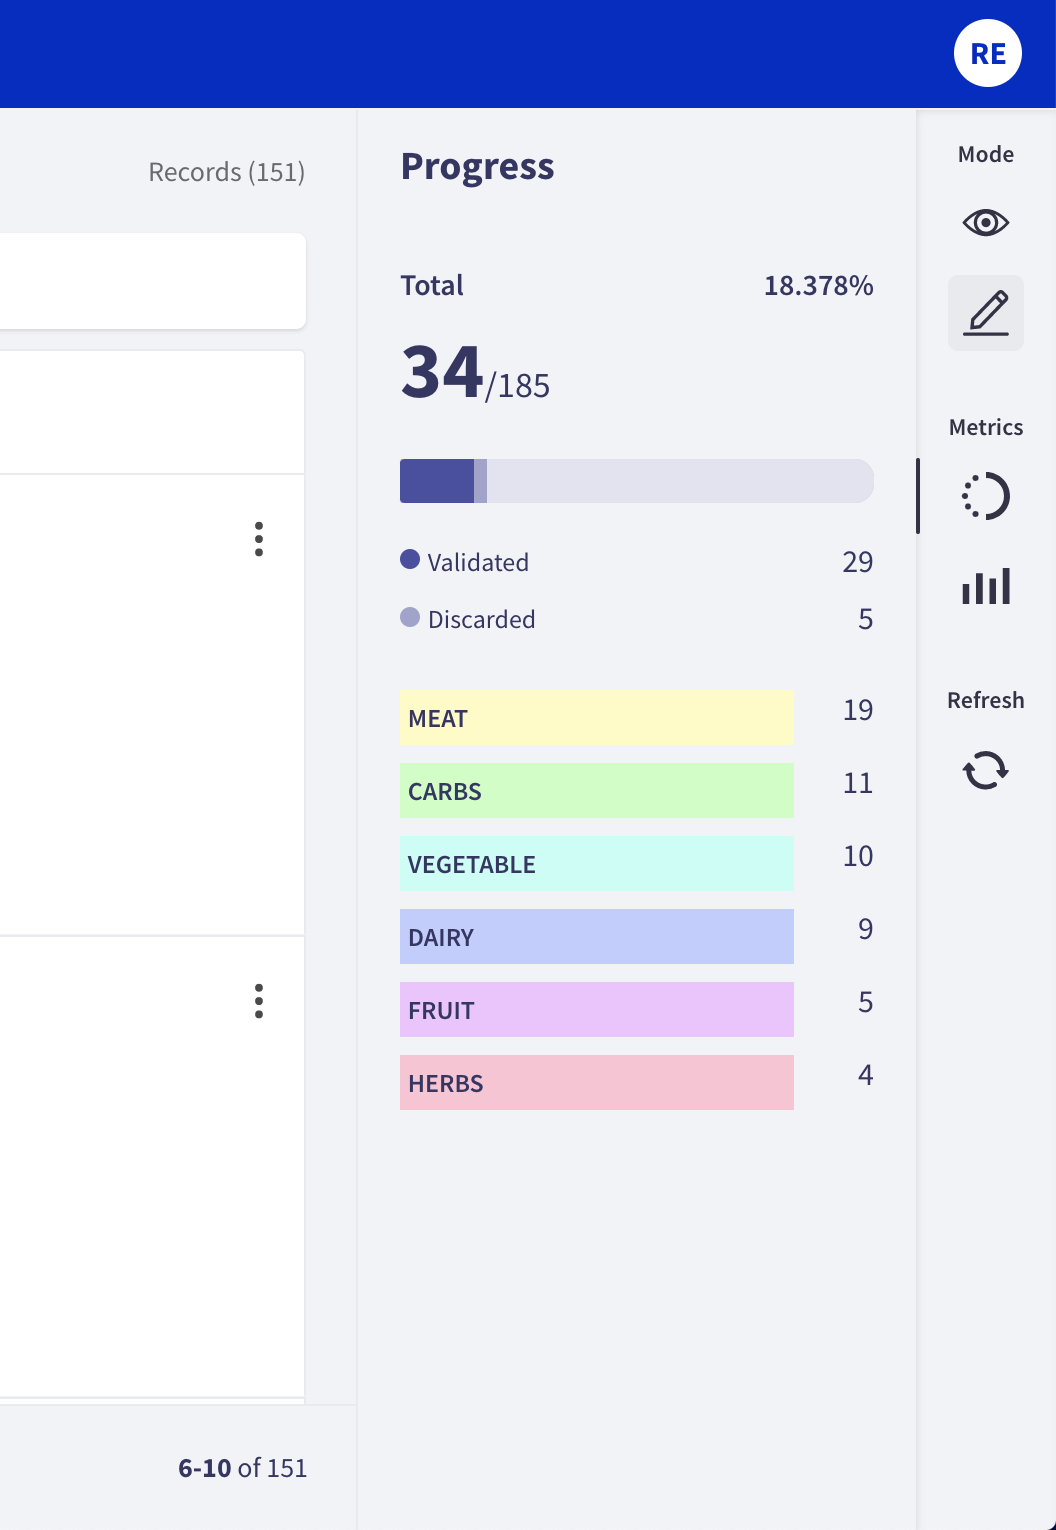 RE
Records (151)
6-10 of 151
Progress
Total 18.378%
34/185
Validated 29
Discarded 5
MEAT 19
CARBS 11
VEGETABLE 10
DAIRY 9
FRUIT 5
HERBS 4
Mode
Metrics
Refresh